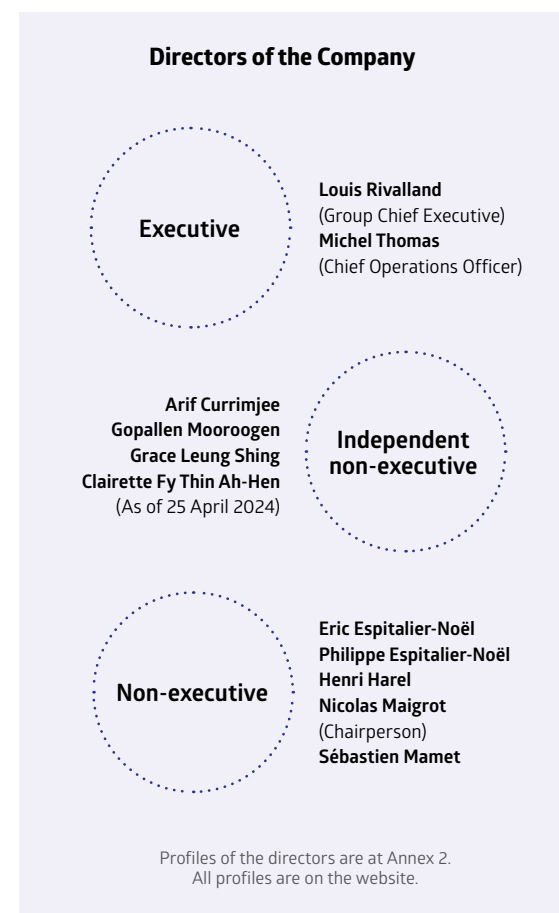 Directors of the Company
Executive
Louis Rivalland
(Group Chief Executive)
Michel Thomas
(Chief Operations Officer)
Arif Currimjee
Gopallen Mooroogen
Grace Leung Shing
Clairette Fy Thin Ah-Hen
(As of 25 April 2024)
Independent
non-executive
Non-executive
Eric Espitalier-Noël
Philippe Espitalier-Noël
Henri Harel
Nicolas Maigrot
(Chairperson)
Sébastien Mamet
Profiles of the directors are at Annex 2.
All profiles are on the website.